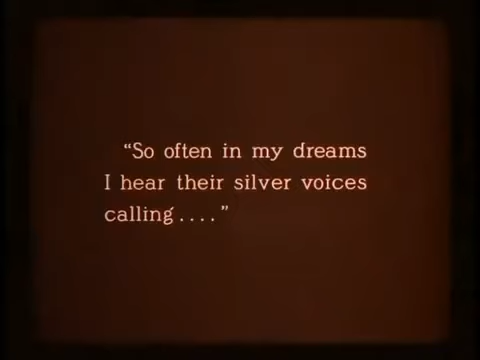 “So often in my dreams
I hear their silver voices
calling....”